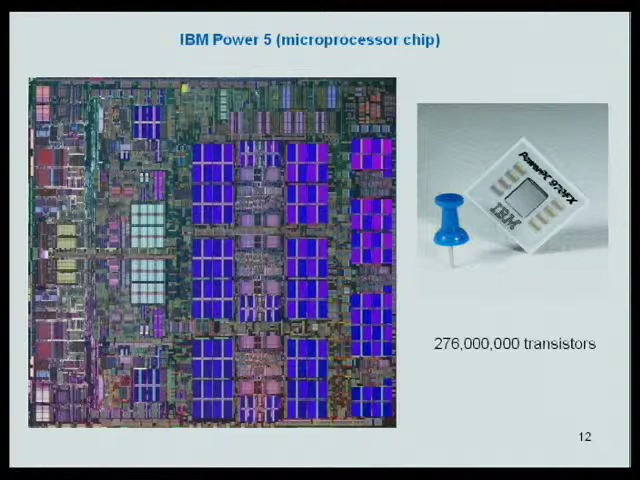 IBM Power 5 (microprocessor chip)
PowerPC 970FX
IBM
276,000,000 transistors
12